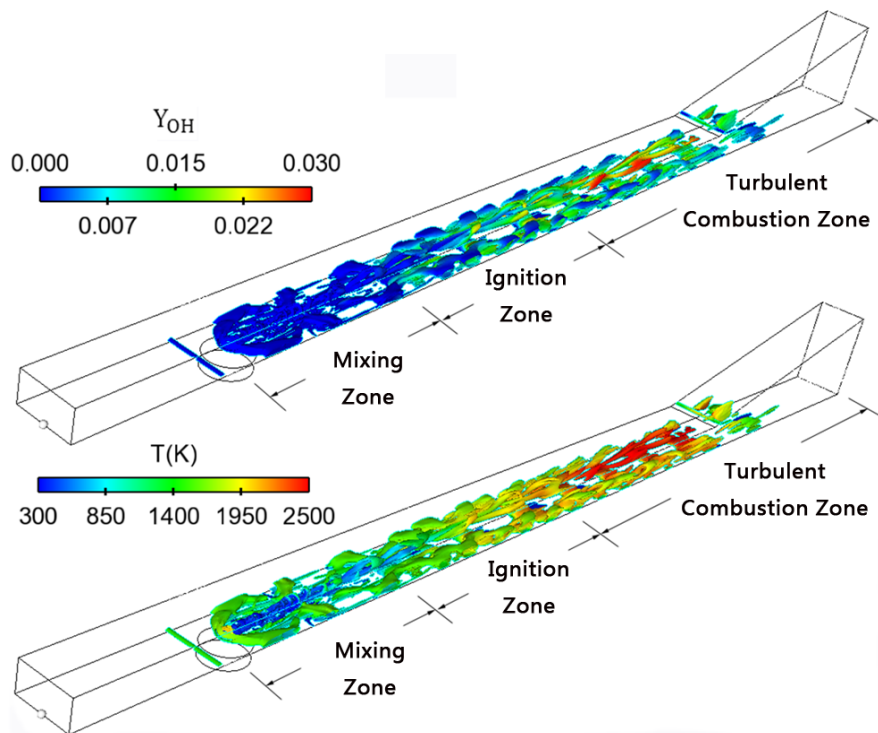 Y_OH
0.000 0.015 0.030
0.007 0.022
Turbulent
Combustion Zone
Ignition
Zone
Mixing
Zone
T(K)
300 850 1400 1950 2500
Turbulent
Combustion Zone
Ignition
Zone
Mixing
Zone